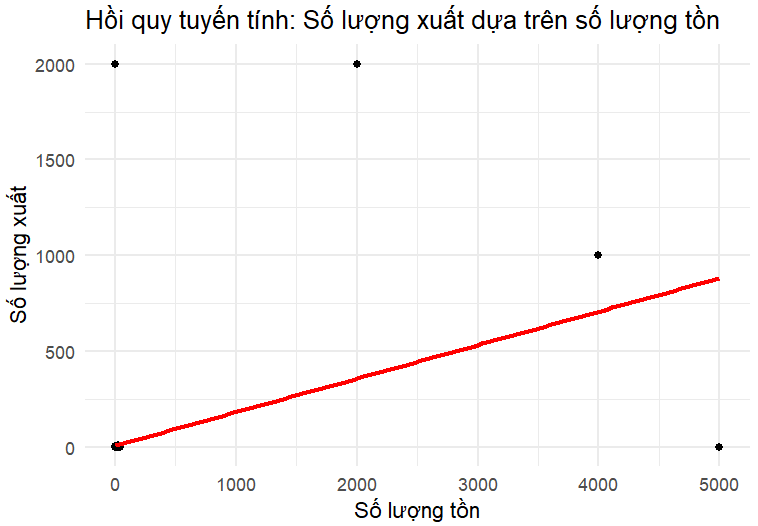 Hồi quy tuyến tính: Số lượng xuất dựa trên số lượng tồn
Số lượng xuất
2000
1500
1000
500
0
0 1000 2000 3000 4000 5000
Số lượng tồn